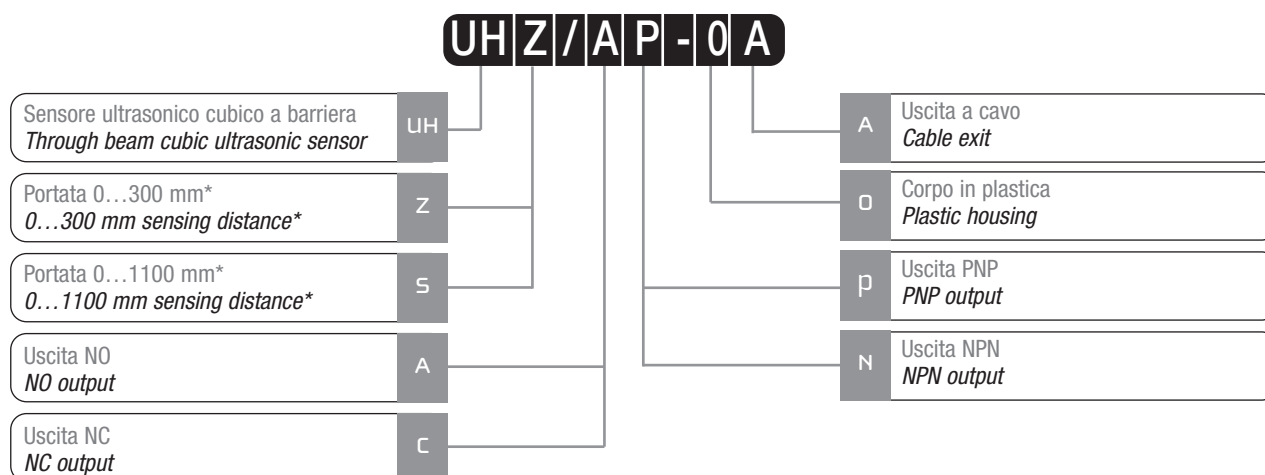 UHZ/AP-0A
Sensore ultrasonico cubico a barriera
Through beam cubic ultrasonic sensor
UH
Portata 0…300 mm*
0…300 mm sensing distance*
Z
Portata 0…1100 mm*
0…1100 mm sensing distance*
S
Uscita NO
NO output
A
Uscita NC
NC output
C
A
Uscita a cavo
Cable exit
0
Corpo in plastica
Plastic housing
P
Uscita PNP
PNP output
N
Uscita NPN
NPN output